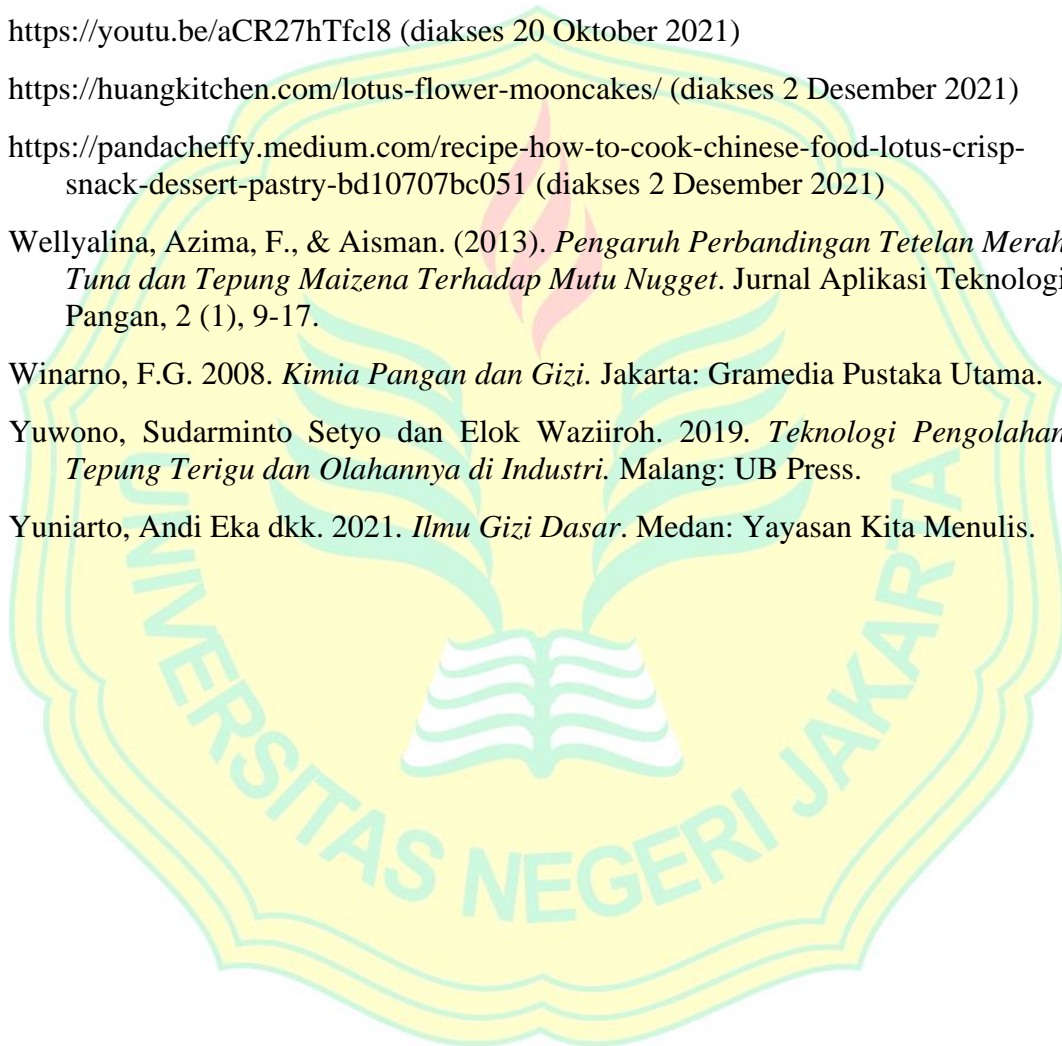 https://youtu.be/aCR27hTfcl8 (diakses 20 Oktober 2021)
https://huangkitchen.com/lotus-flower-mooncakes/ (diakses 2 Desember 2021)
https://pandacheffy.medium.com/recipe-how-to-cook-chinese-food-lotus-crisp-
snack-dessert-pastry-bd10707bc051 (diakses 2 Desember 2021)
Wellyalina, Azima, F., & Aisman. (2013). Pengaruh Perbandingan Tetelan Merah
Tuna dan Tepung Maizena Terhadap Mutu Nugget. Jurnal Aplikasi Teknologi
Pangan, 2 (1), 9-17.
Winarno, F.G. 2008. Kimia Pangan dan Gizi. Jakarta: Gramedia Pustaka Utama.
Yuwono, Sudarminto Setyo dan Elok Waziiroh. 2019. Teknologi Pengolahan
Tepung Terigu dan Olahannya di Industri. Malang: UB Press.
Yuniarto, Andi Eka dkk. 2021. Ilmu Gizi Dasar. Medan: Yayasan Kita Menulis.
UNIVERSITAS NEGERI JAKARTA